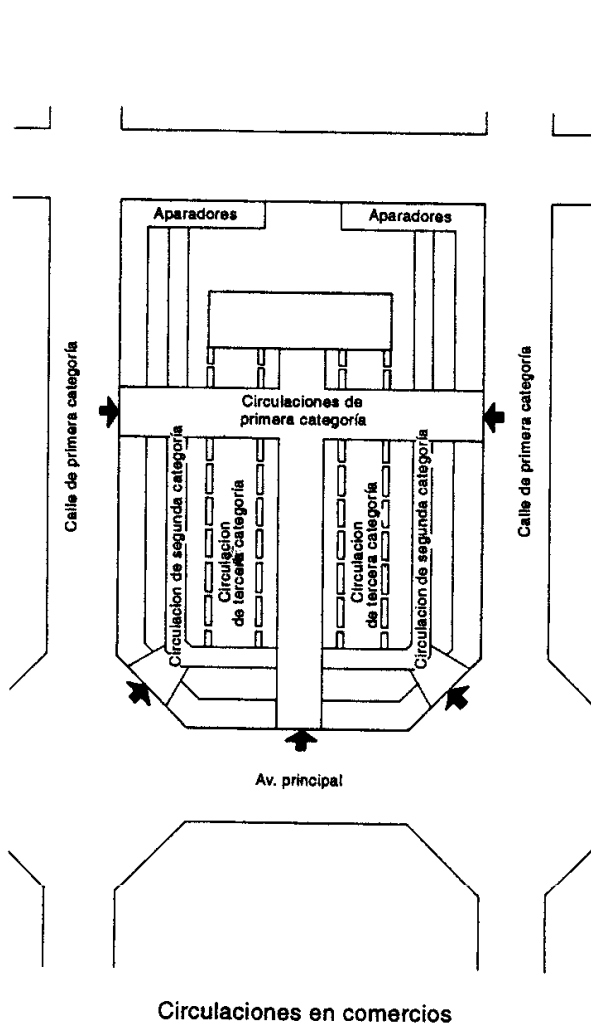 Aparadores
Aparadores
Calle de primera categoría
Circulaciones de
primera categoría
Calle de primera categoría
Circulacion de segunda categoría
Circulacion
de tercera categoría
Circulacion
de tercera categoría
Circulacion de segunda categoría
Av. principal
Circulaciones en comercios